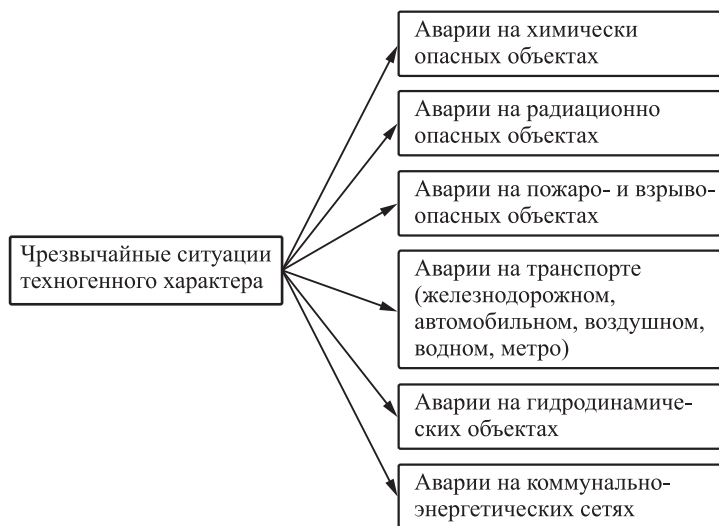 Чрезвычайные ситуации
техногенного характера
Аварии на химически
опасных объектах
Аварии на радиационно
опасных объектах
Аварии на пожаро- и взрыво-
опасных объектах
Аварии на транспорте
(железнодорожном,
автомобильном, воздушном,
водном, метро)
Аварии на гидродинамиче-
ских объектах
Аварии на коммунально-
энергетических сетях